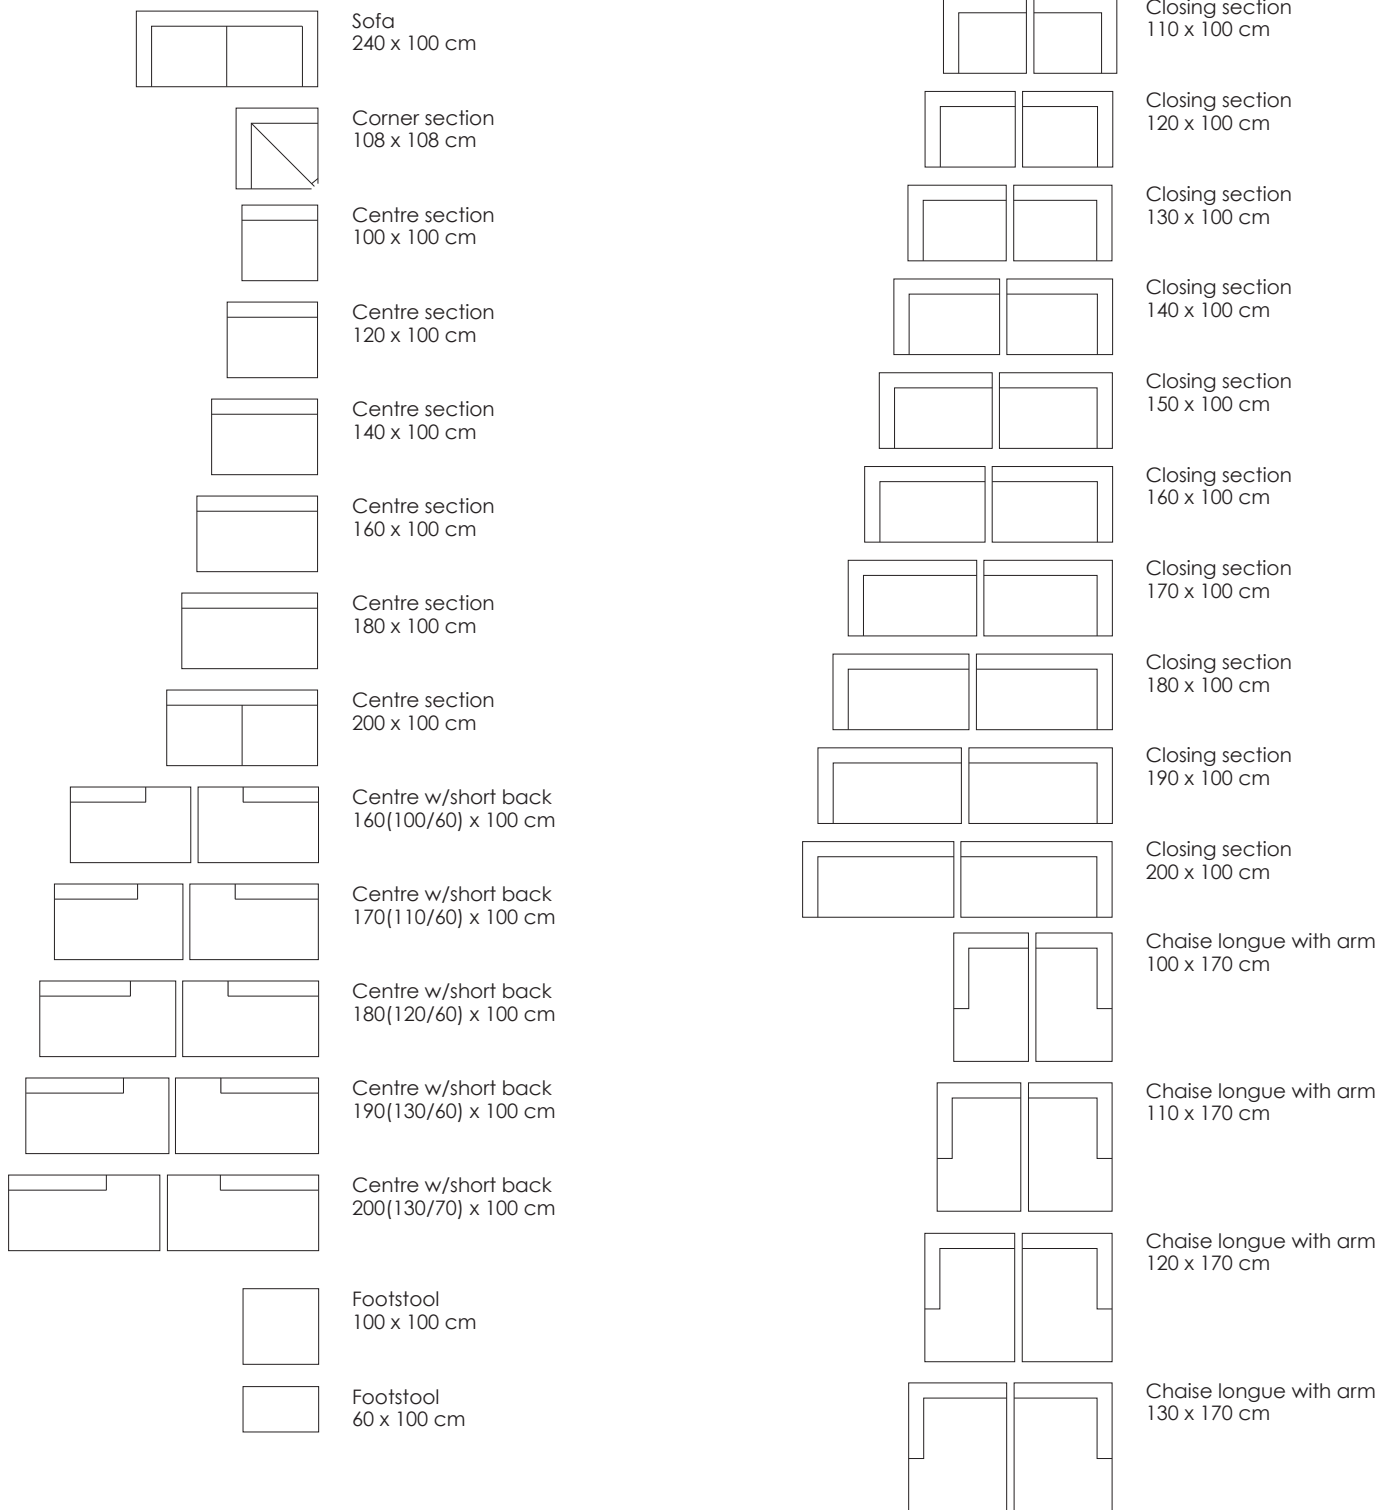 Sofa
240 x 100 cm
Corner section
108 x 108 cm
Centre section
100 x 100 cm
Centre section
120 x 100 cm
Centre section
140 x 100 cm
Centre section
160 x 100 cm
Centre section
180 x 100 cm
Centre section
200 x 100 cm
Centre w/short back
160(100/60) x 100 cm
Centre w/short back
170(110/60) x 100 cm
Centre w/short back
180(120/60) x 100 cm
Centre w/short back
190(130/60) x 100 cm
Centre w/short back
200(130/70) x 100 cm
Footstool
100 x 100 cm
Footstool
60 x 100 cm
Closing section
110 x 100 cm
Closing section
120 x 100 cm
Closing section
130 x 100 cm
Closing section
140 x 100 cm
Closing section
150 x 100 cm
Closing section
160 x 100 cm
Closing section
170 x 100 cm
Closing section
180 x 100 cm
Closing section
190 x 100 cm
Closing section
200 x 100 cm
Chaise longue with arm
100 x 170 cm
Chaise longue with arm
110 x 170 cm
Chaise longue with arm
120 x 170 cm
Chaise longue with arm
130 x 170 cm